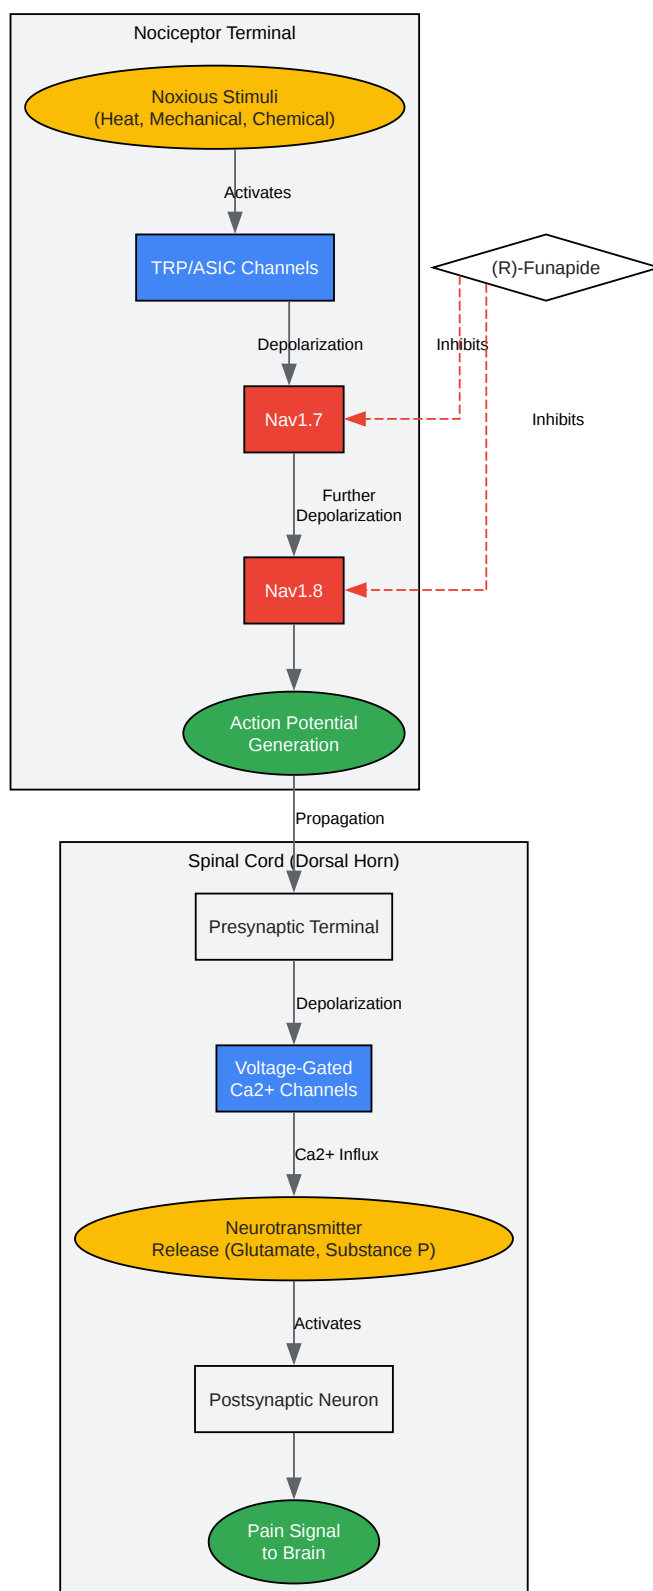 Nociceptor Terminal
Noxious Stimuli
(Heat, Mechanical, Chemical)
Activates
TRP/ASIC Channels
(R)-Funapide
Depolarization
Inhibits
Nav1.7
Inhibits
Further
Depolarization
Nav1.8
Action Potential
Generation
Propagation
Spinal Cord (Dorsal Horn)
Presynaptic Terminal
Depolarization
Voltage-Gated
Ca2+ Channels
Ca2+ Influx
Neurotransmitter
Release (Glutamate, Substance P)
Activates
Postsynaptic Neuron
Pain Signal
to Brain